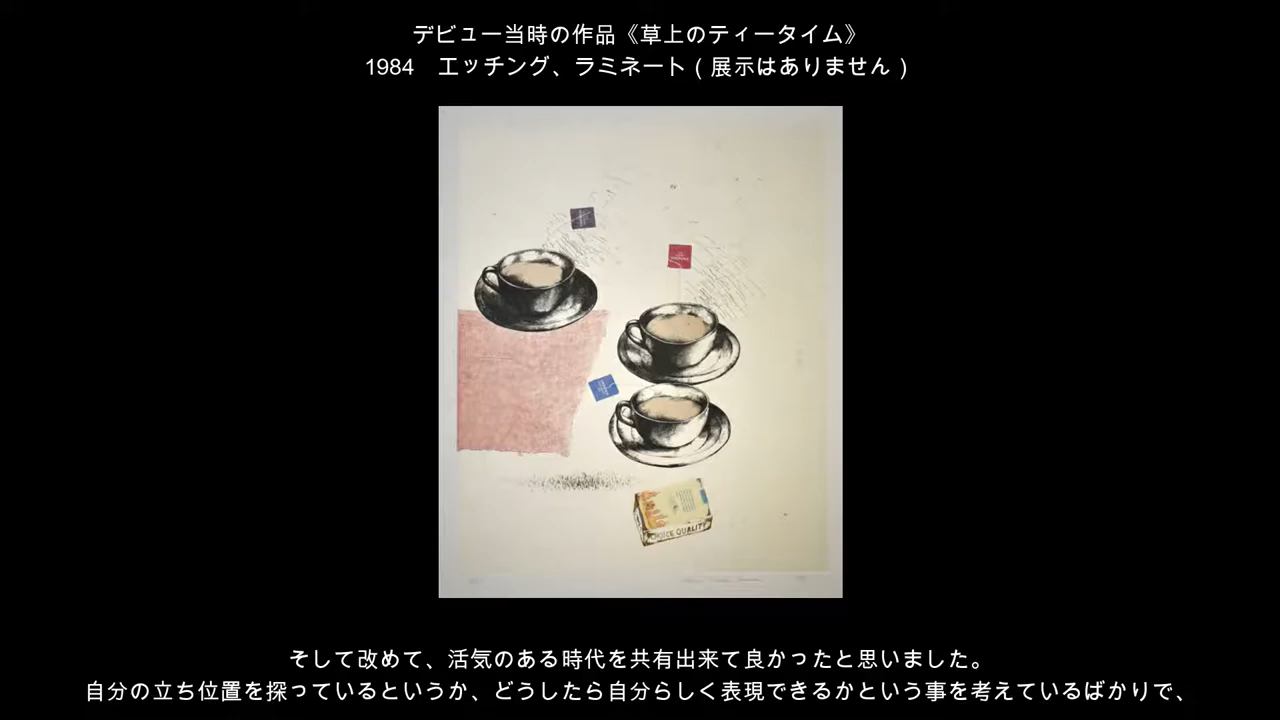 デビュー当時の作品《草上のティータイム》
1984　エッチング、ラミネート ( 展示はありません )
CHOICE QUALITY
そして改めて、活気のある時代を共有出来て良かったと思いました。
自分の立ち位置を探っているというか、どうしたら自分らしく表現できるかという事を考えているばかりで、